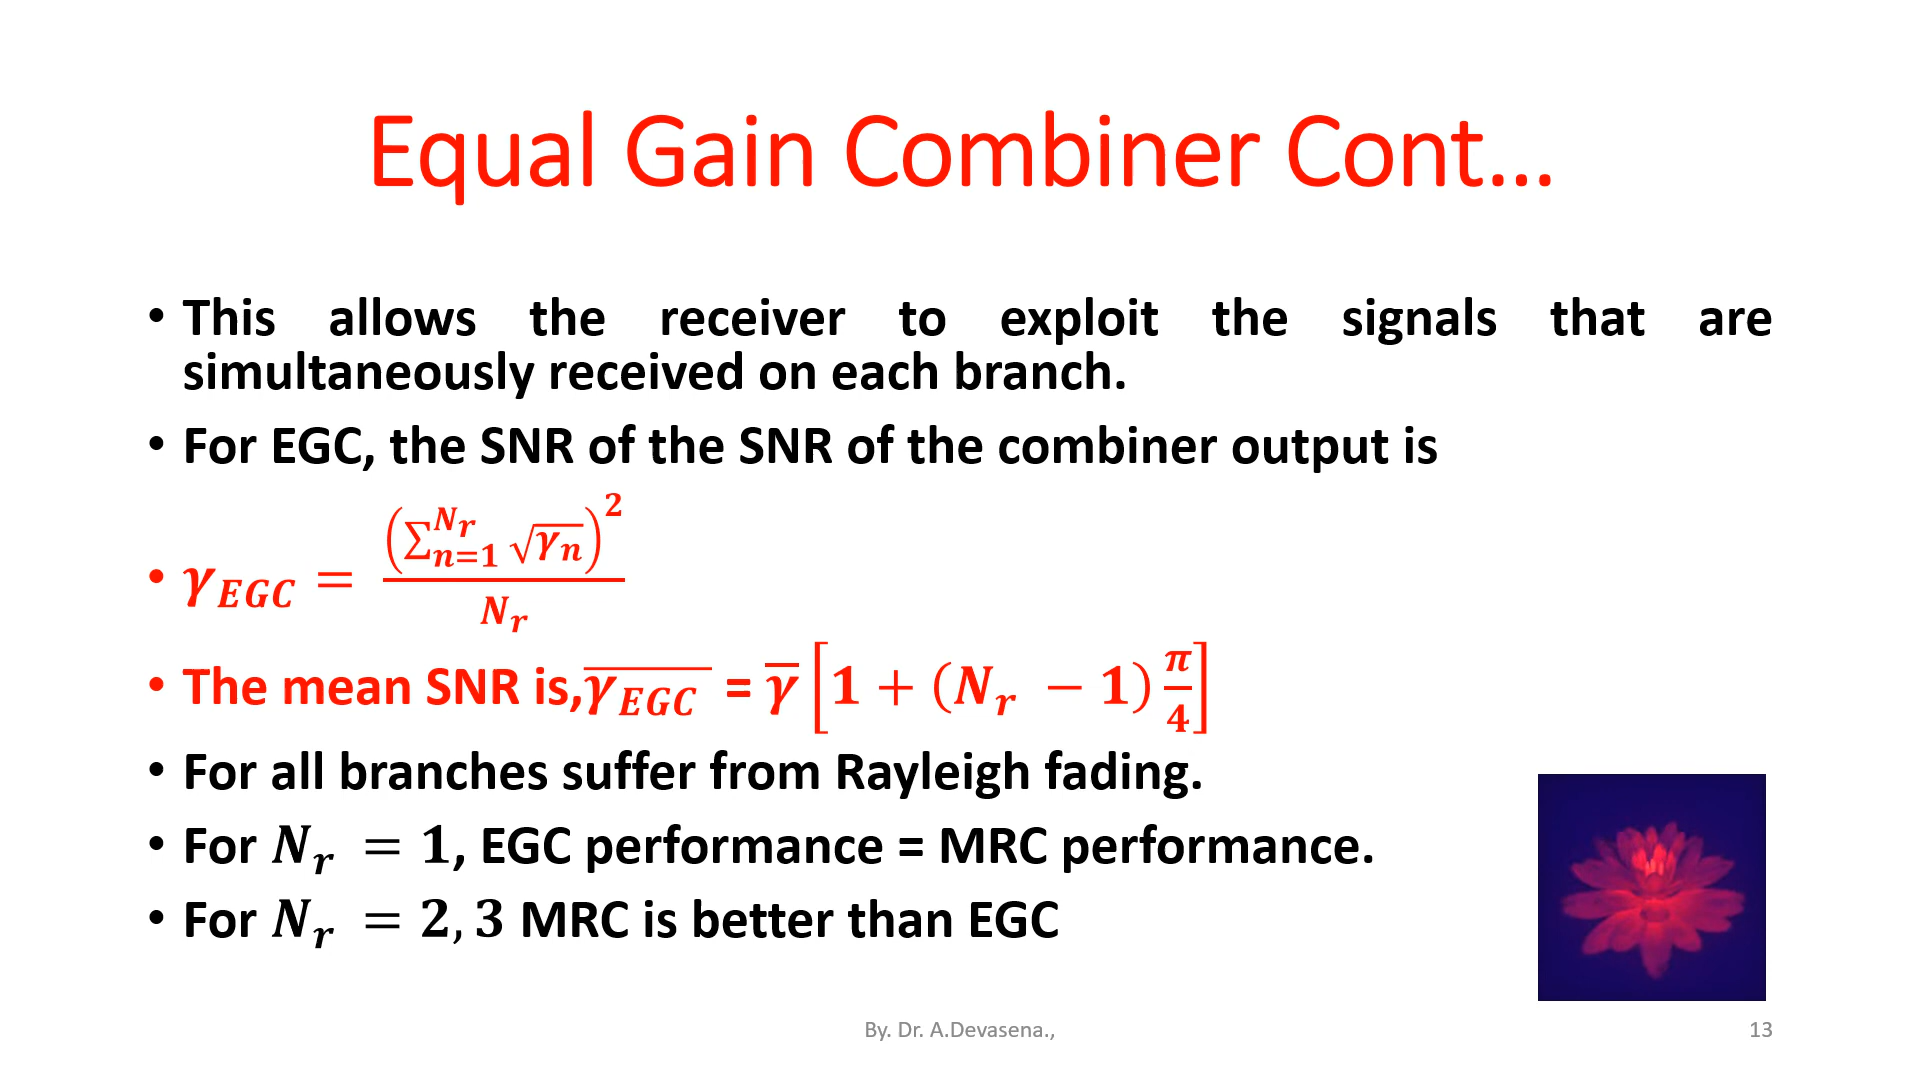 Equal Gain Combiner Cont...
• This allows the receiver to exploit the signals that are
simultaneously received on each branch.
• For EGC, the SNR of the SNR of the combiner output is
• γ_EGC = (∑_{n=1}^{N_r} √γ_n)² / N_r
• The mean SNR is, \overline{γ_EGC} = \overline{γ} [1 + (N_r − 1) π/4]
• For all branches suffer from Rayleigh fading.
• For N_r = 1, EGC performance = MRC performance.
• For N_r = 2, 3 MRC is better than EGC
By. Dr. A.Devasena.,
13